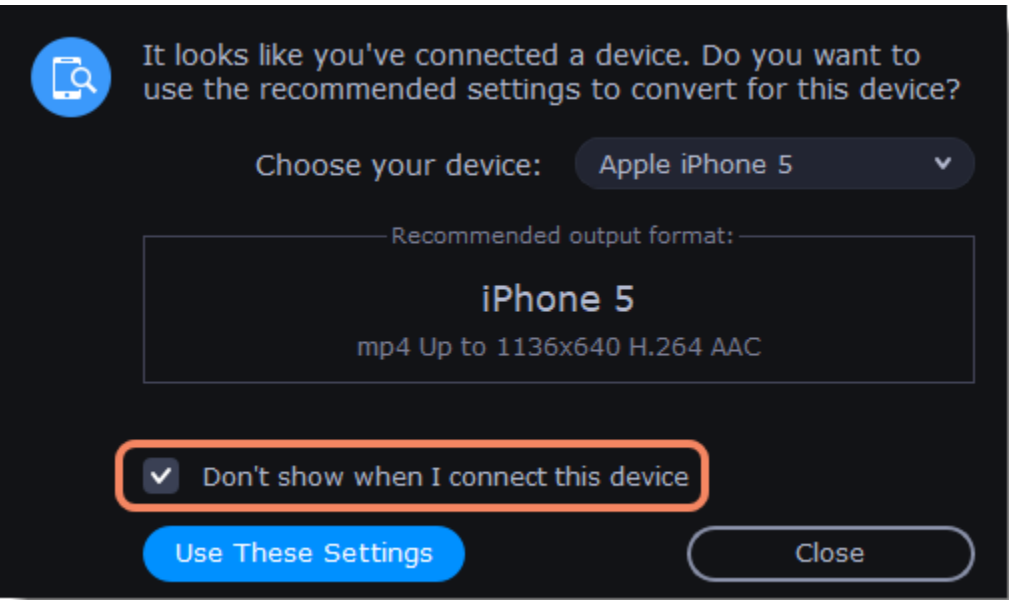 It looks like you've connected a device. Do you want to
use the recommended settings to convert for this device?
Choose your device: Apple iPhone 5
Recommended output format:
iPhone 5
mp4 Up to 1136x640 H.264 AAC
Don't show when I connect this device
Use These Settings Close